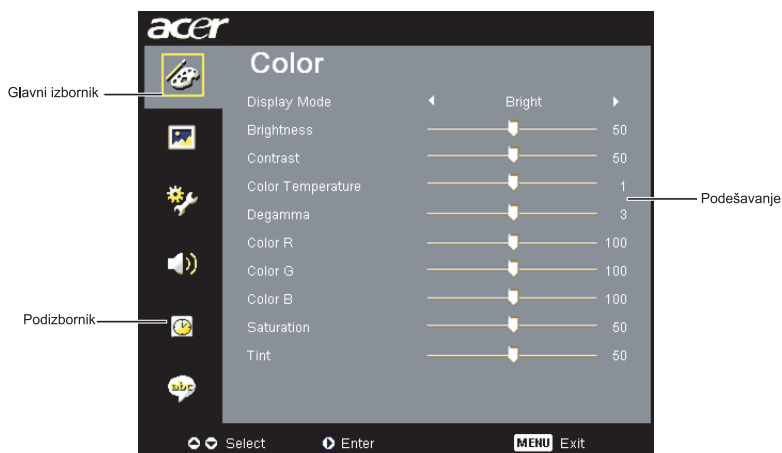 acer
Color
Glavni izbornik
Display Mode Bright
Brightness 50
Contrast 50
Color Temperature 1
Podešavanje
Degamma 3
Color R 100
Color G 100
Color B 100
Podizbornik
Saturation 50
Tint 50
abc
Select Enter MENU Exit